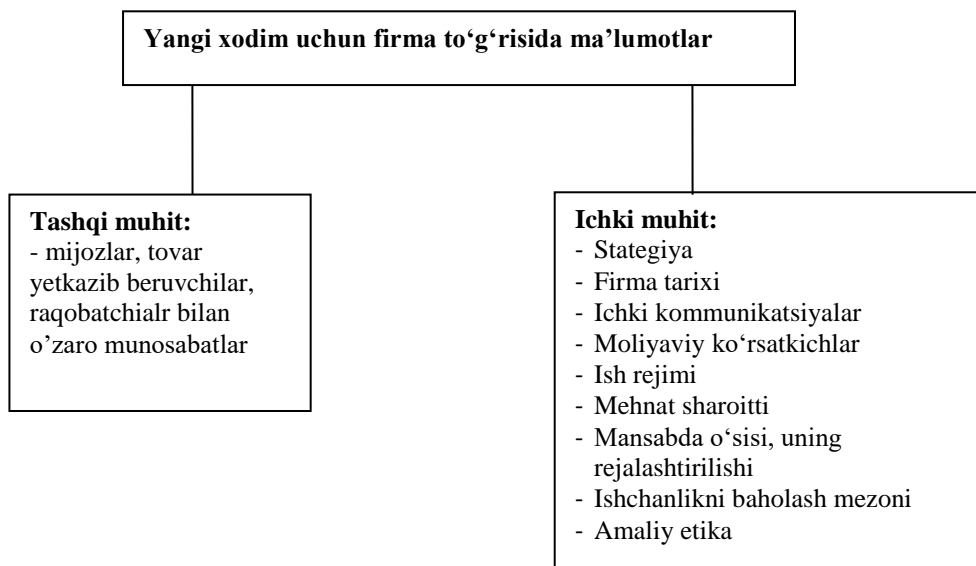 Yangi xodim uchun firma to‘g‘risida ma’lumotlar
Tashqi muhit:
- mijozlar, tovar
yetkazib beruvchilar,
raqobatchialr bilan
o’zaro munosabatlar
Ichki muhit:
- Stategiya
- Firma tarixi
- Ichki kommunikatsiyalar
- Moliyaviy ko‘rsatkichlar
- Ish rejimi
- Mehnat sharoitti
- Mansabda o‘sisi, uning
rejalashtirilishi
- Ishchanlikni baholash mezoni
- Amaliy etika